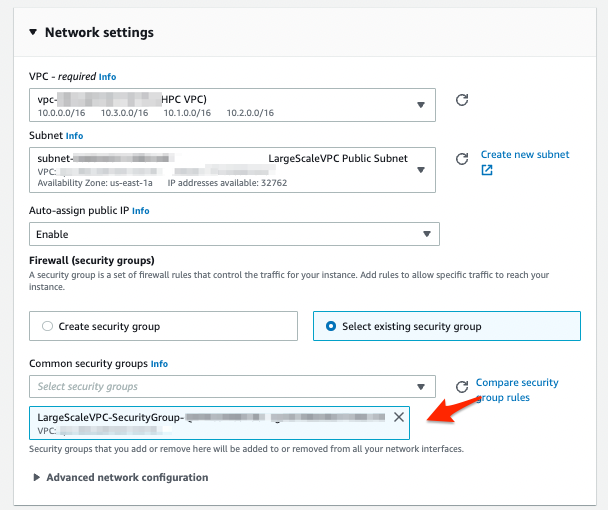 Network settings
VPC - required Info
vpc- HPC VPC)
10.0.0.0/16 10.3.0.0/16 10.1.0.0/16 10.2.0.0/16
Subnet Info
subnet- LargeScaleVPC Public Subnet
VPC:
Availability Zone: us-east-1a IP addresses available: 32762
Create new subnet
Auto-assign public IP Info
Enable
Firewall (security groups)
A security group is a set of firewall rules that control the traffic for your instance. Add rules to allow specific traffic to reach your
instance.
Create security group
Select existing security group
Common security groups Info
Select security groups
Compare security
group rules
LargeScaleVPC-SecurityGroup-
VPC:
Security groups that you add or remove here will be added to or removed from all your network interfaces.
Advanced network configuration